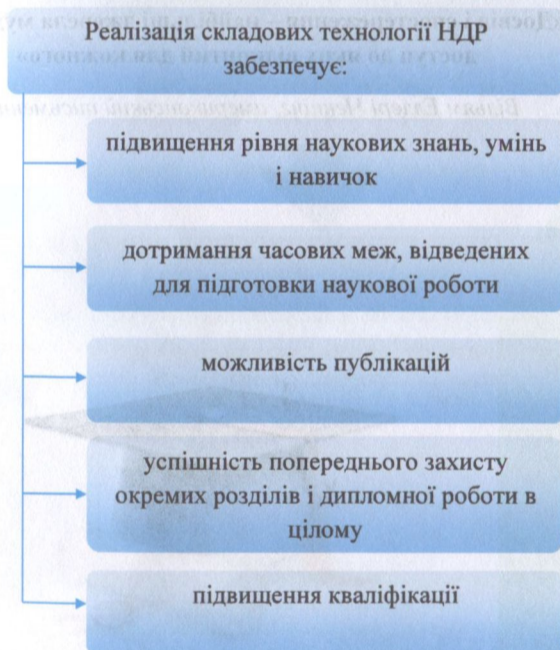 Реалізація складових технології НДР
забезпечує:
підвищення рівня наукових знань, умінь
і навичок
дотримання часових меж, відведених
для підготовки наукової роботи
можливість публікацій
успішність попереднього захисту
окремих розділів і дипломної роботи в
цілому
підвищення кваліфікації